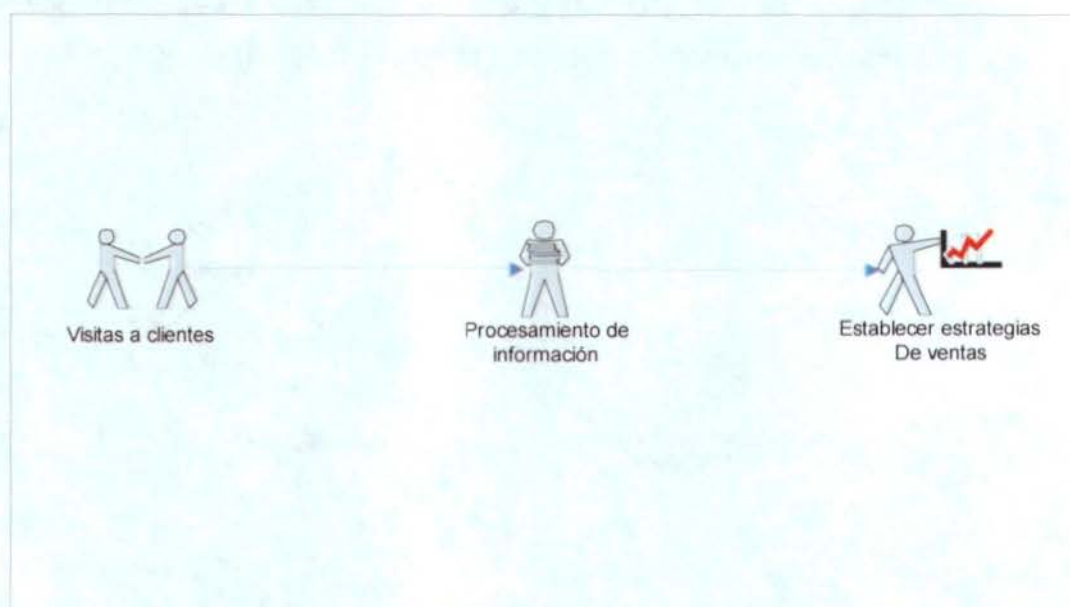 Visitas a clientes
Procesamiento de
información
Establecer estrategias
De ventas